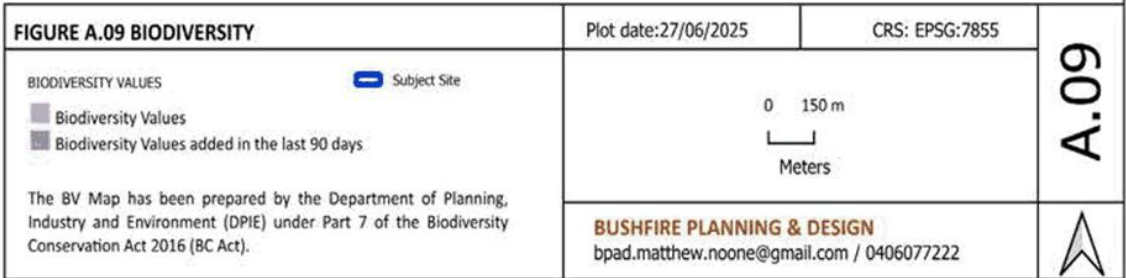 FIGURE A.09 BIODIVERSITY
Plot date:27/06/2025
CRS: EPSG:7855
A.09
BIODIVERSITY VALUES
Subject Site
Biodiversity Values
Biodiversity Values added in the last 90 days
The BV Map has been prepared by the Department of Planning,
Industry and Environment (DPIE) under Part 7 of the Biodiversity
Conservation Act 2016 (BC Act).
0 150 m
Meters
BUSHFIRE PLANNING & DESIGN
bpad.matthew.noone@gmail.com / 0406077222